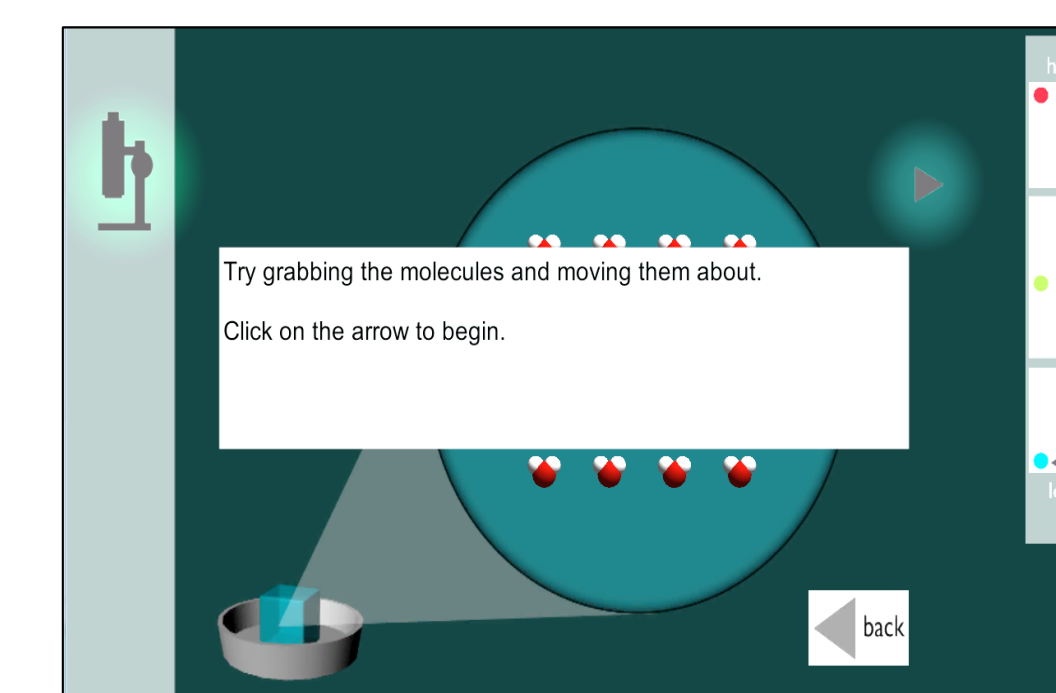 Try grabbing the molecules and moving them about.
Click on the arrow to begin.
back